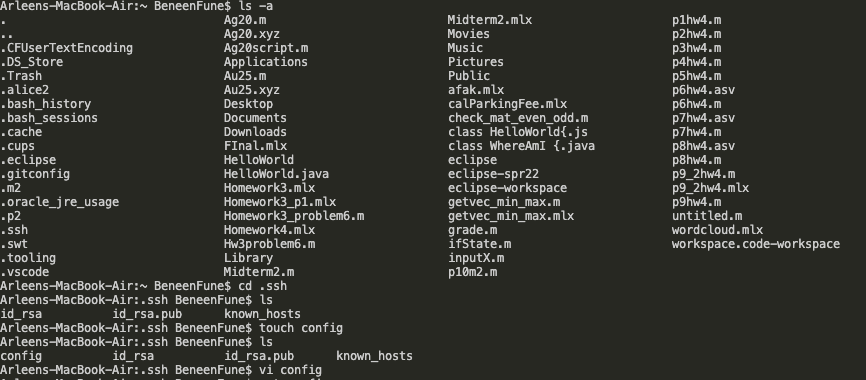 Arleens-MacBook-Air:~ BeneenFune$ ls -a
. Ag20.m Midterm2.mlx p1hw4.m
.. Ag20.xyz Movies p2hw4.m
.CFUserTextEncoding Ag20script.m Music p3hw4.m
.DS_Store Applications Pictures p4hw4.m
.Trash Au25.m Public p5hw4.m
.alice2 Au25.xyz afak.mlx p6hw4.asv
.bash_history Desktop calParkingFee.mlx p6hw4.m
.bash_sessions Documents check_mat_even_odd.m p7hw4.asv
.cache Downloads class HelloWorld{.js p7hw4.m
.cups FInal.mlx class WhereAmI {.java p8hw4.asv
.eclipse HelloWorld eclipse p8hw4.m
.gitconfig HelloWorld.java eclipse-spr22 p9_2hw4.m
.m2 Homework3.mlx eclipse-workspace p9_2hw4.mlx
.oracle_jre_usage Homework3_p1.mlx getvec_min_max.m p9hw4.m
.p2 Homework3_problem6.m getvec_min_max.mlx untitled.m
.ssh Homework4.mlx grade.m wordcloud.mlx
.swt Hw3problem6.m ifState.m workspace.code-workspace
.tooling Library inputX.m
.vscode Midterm2.m p10m2.m
Arleens-MacBook-Air:~ BeneenFune$ cd .ssh
Arleens-MacBook-Air:.ssh BeneenFune$ ls
id_rsa id_rsa.pub known_hosts
Arleens-MacBook-Air:.ssh BeneenFune$ touch config
Arleens-MacBook-Air:.ssh BeneenFune$ ls
config id_rsa id_rsa.pub known_hosts
Arleens-MacBook-Air:.ssh BeneenFune$ vi config